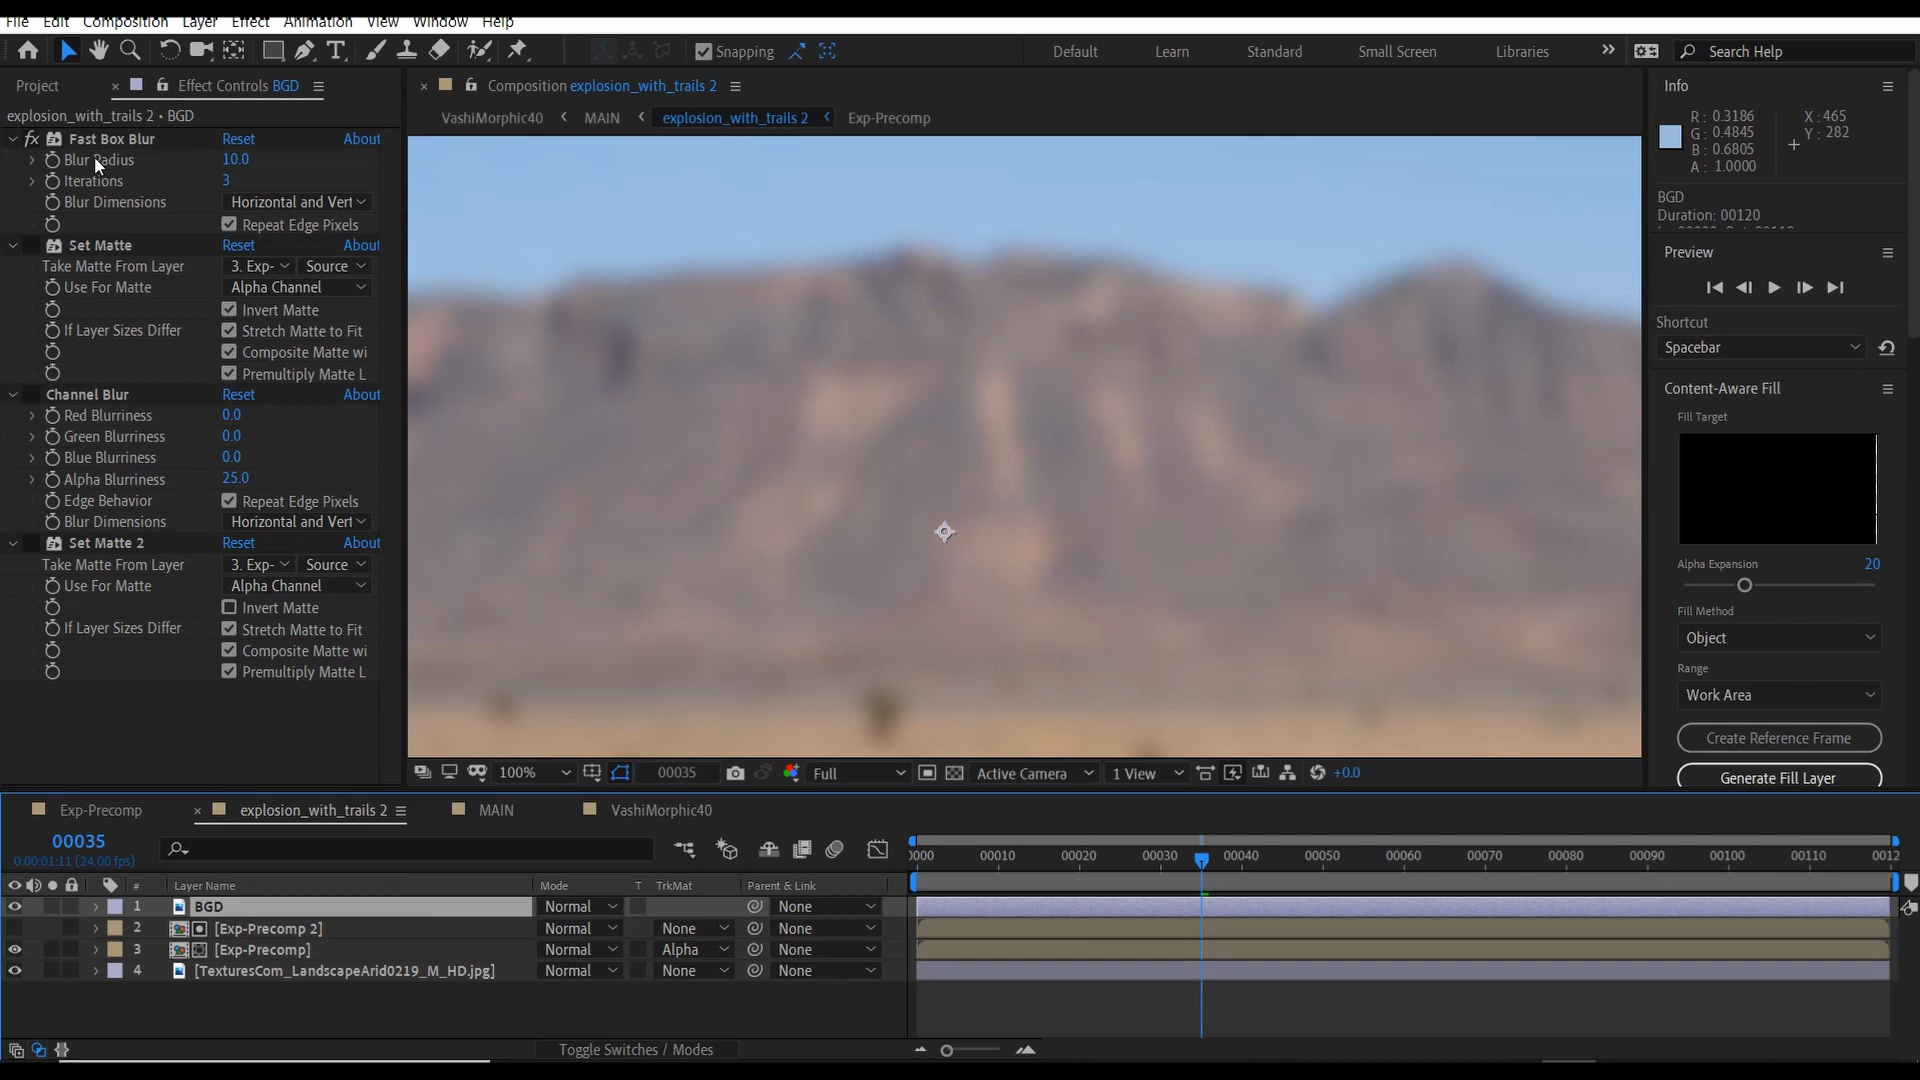 File Edit Composition Layer Effect Animation View Window Help
Snapping Default Learn Standard Small Screen Libraries Search Help
Project Effect Controls BGD
explosion_with_trails 2 • BGD
fx Fast Box Blur Reset About
Blur Radius 10.0
Iterations 3
Blur Dimensions Horizontal and Vert
Repeat Edge Pixels
Set Matte Reset About
Take Matte From Layer 3. Exp- Source
Use For Matte Alpha Channel
Invert Matte
If Layer Sizes Differ Stretch Matte to Fit
Composite Matte wi
Premultiply Matte L
Channel Blur Reset About
Red Blurriness 0.0
Green Blurriness 0.0
Blue Blurriness 0.0
Alpha Blurriness 25.0
Edge Behavior Repeat Edge Pixels
Blur Dimensions Horizontal and Vert
Set Matte 2 Reset About
Take Matte From Layer 3. Exp- Source
Use For Matte Alpha Channel
Invert Matte
If Layer Sizes Differ Stretch Matte to Fit
Composite Matte wi
Premultiply Matte L
Composition explosion_with_trails 2
VashiMorphic40 MAIN explosion_with_trails 2 Exp-Precomp
100% 00035 Full Active Camera 1 View +0.0
Info
R: 0.3186 X: 465
G: 0.4845 Y: 282
B: 0.6805
A: 1.0000
BGD
Duration: 00120
Preview
Shortcut
Spacebar
Content-Aware Fill
Fill Target
Alpha Expansion 20
Fill Method
Object
Range
Work Area
Create Reference Frame
Generate Fill Layer
Exp-Precomp explosion_with_trails 2 MAIN VashiMorphic40
00035
0:00:01:11 (24.00 fps)
0000 00010 00020 00030 00040 00050 00060 00070 00080 00090 00100 00110 0012
# Layer Name Mode T TrkMat Parent & Link
1 BGD Normal None
2 [Exp-Precomp 2] Normal None None
3 [Exp-Precomp] Normal Alpha None
4 [TexturesCom_LandscapeArid0219_M_HD.jpg] Normal None None
Toggle Switches / Modes